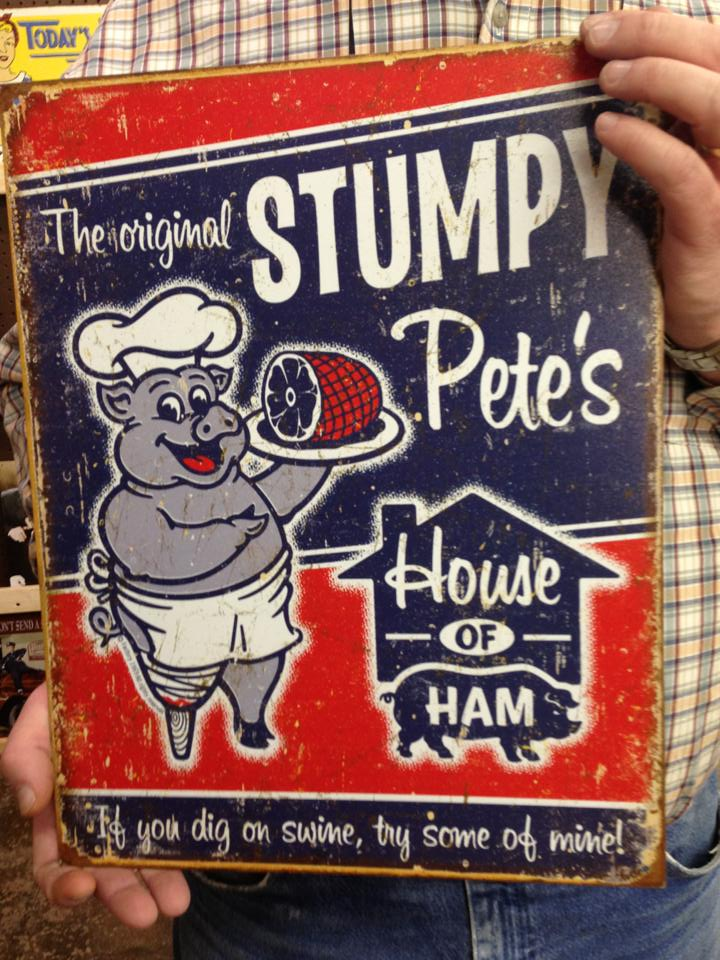 TODAY'S
The original STUMPY
Pete's
House
OF
HAM
If you dig on swine, try some of mine!